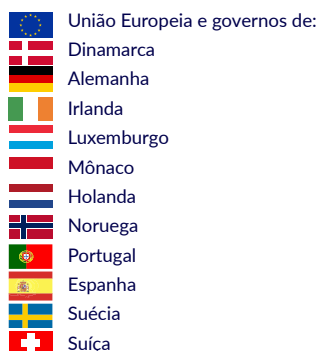 União Europeia e governos de:
Dinamarca
Alemanha
Irlanda
Luxemburgo
Mônaco
Holanda
Noruega
Portugal
Espanha
Suécia
Suíça